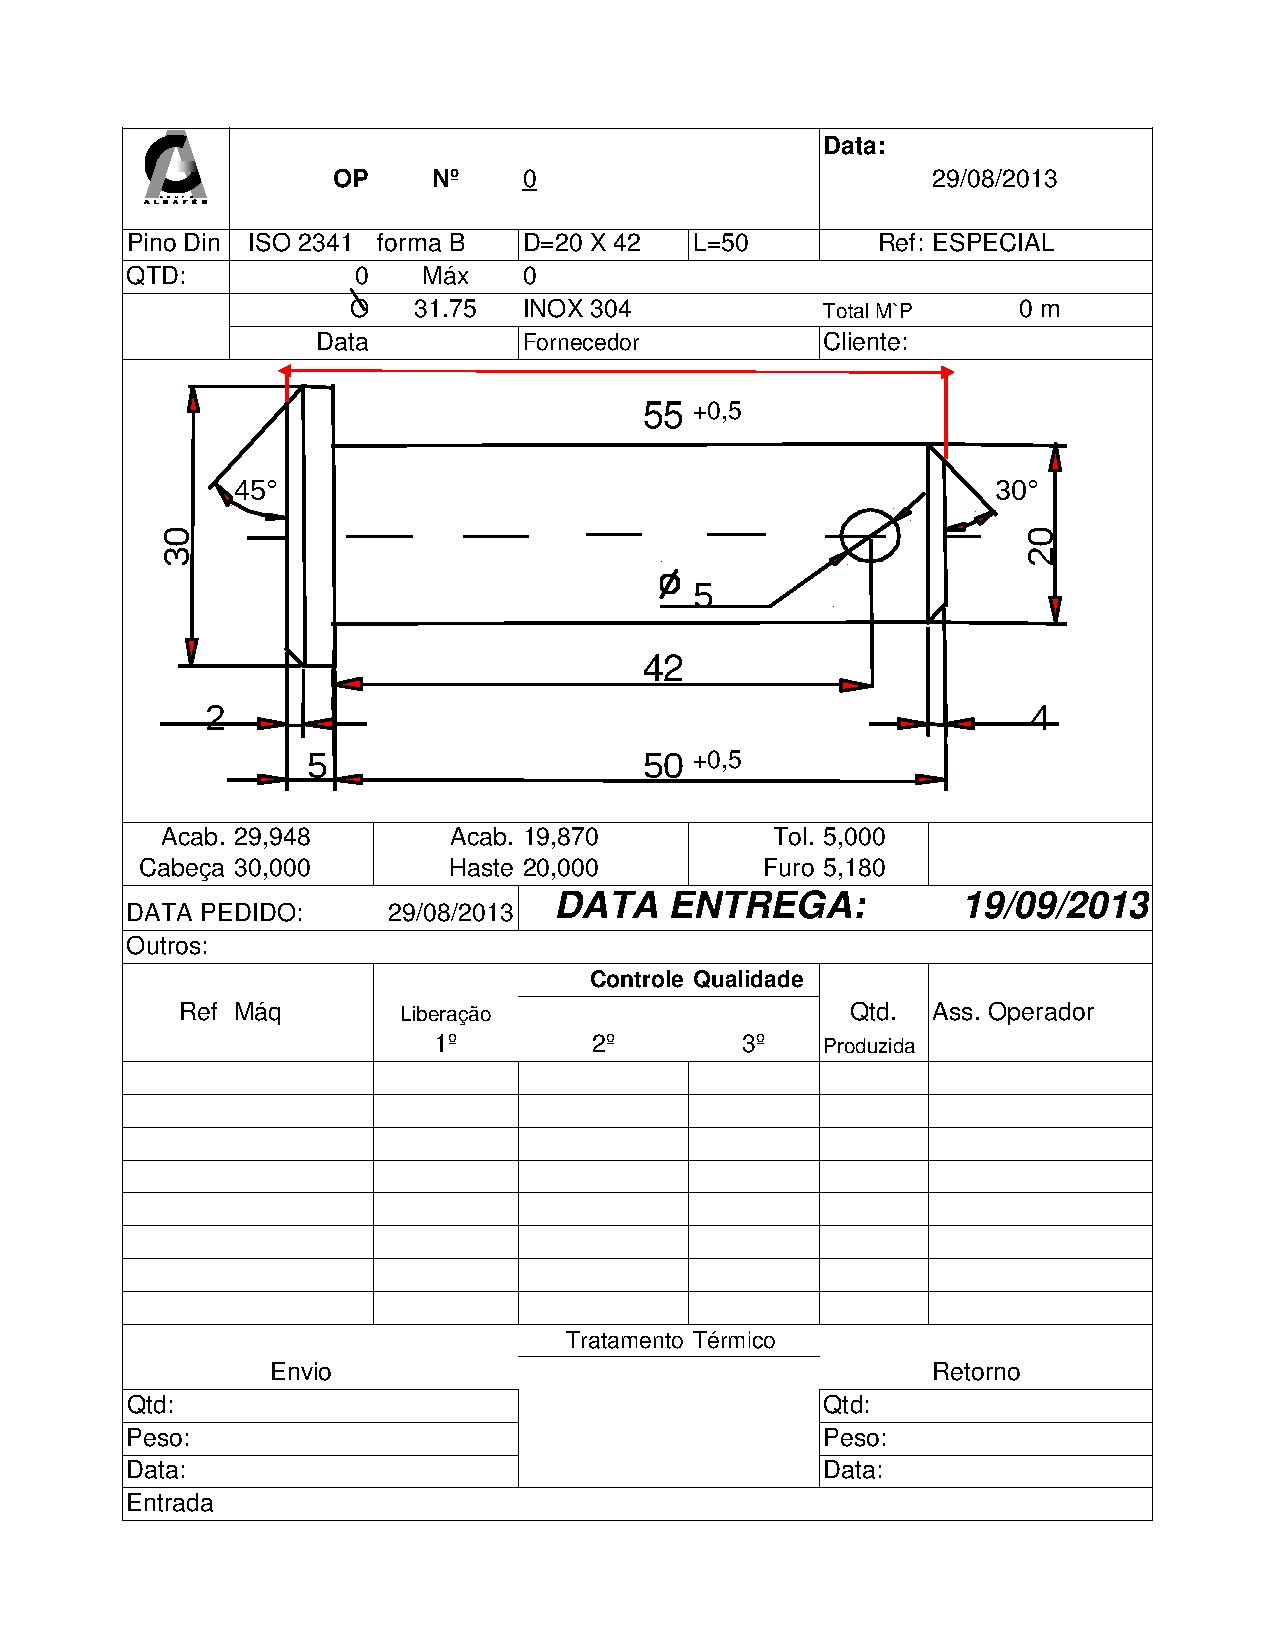 ALBAFER
Data:
OP Nº 0 29/08/2013
Pino Din ISO 2341 forma B D=20 X 42 L=50 Ref: ESPECIAL
QTD: 0 Máx 0
O 31.75 INOX 304 Total M`P 0 m
Data Fornecedor Cliente:
55 +0,5
45° 30°
30 20
ø 5
42
2 4
5 50 +0,5
Acab. 29,948 Acab. 19,870 Tol. 5,000
Cabeça 30,000 Haste 20,000 Furo 5,180
DATA PEDIDO: 29/08/2013 DATA ENTREGA: 19/09/2013
Outros:
Controle Qualidade
Ref Máq Liberação Qtd. Ass. Operador
1º 2º 3º Produzida
Tratamento Térmico
Envio Retorno
Qtd: Qtd:
Peso: Peso:
Data: Data:
Entrada